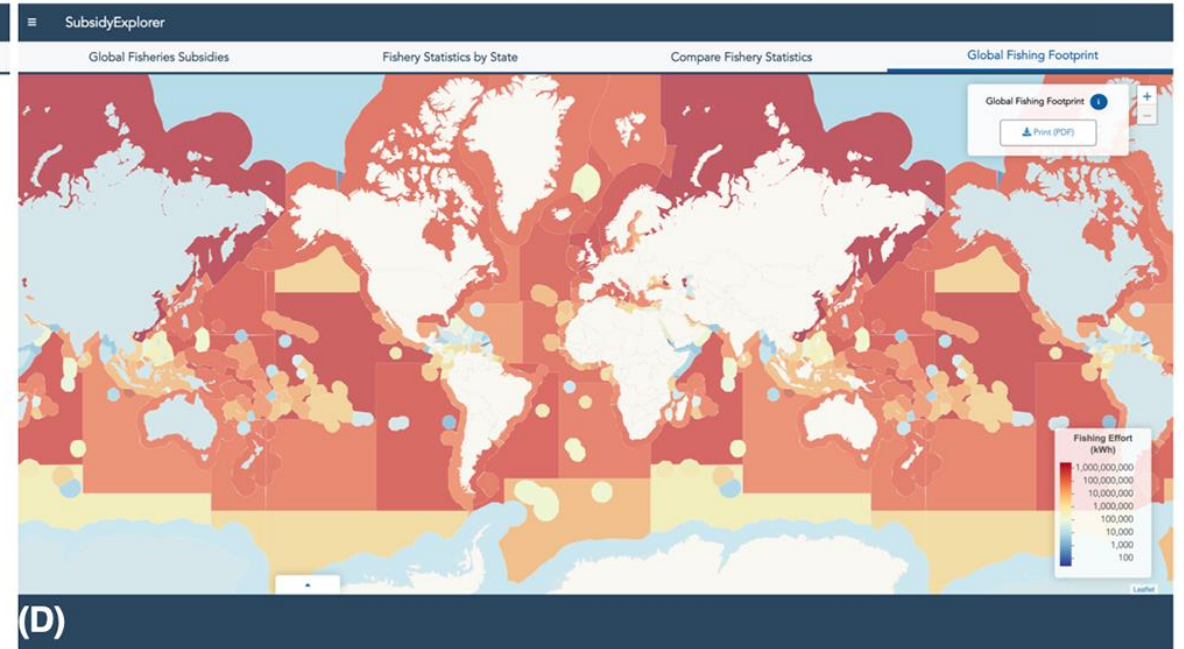 ≡ SubsidyExplorer
Global Fisheries Subsidies Fishery Statistics by State Compare Fishery Statistics Global Fishing Footprint
Global Fishing Footprint i
Print (PDF)
+
−
Fishing Effort
(kWh)
1,000,000,000
100,000,000
10,000,000
1,000,000
100,000
10,000
1,000
100
Leaflet
(D)